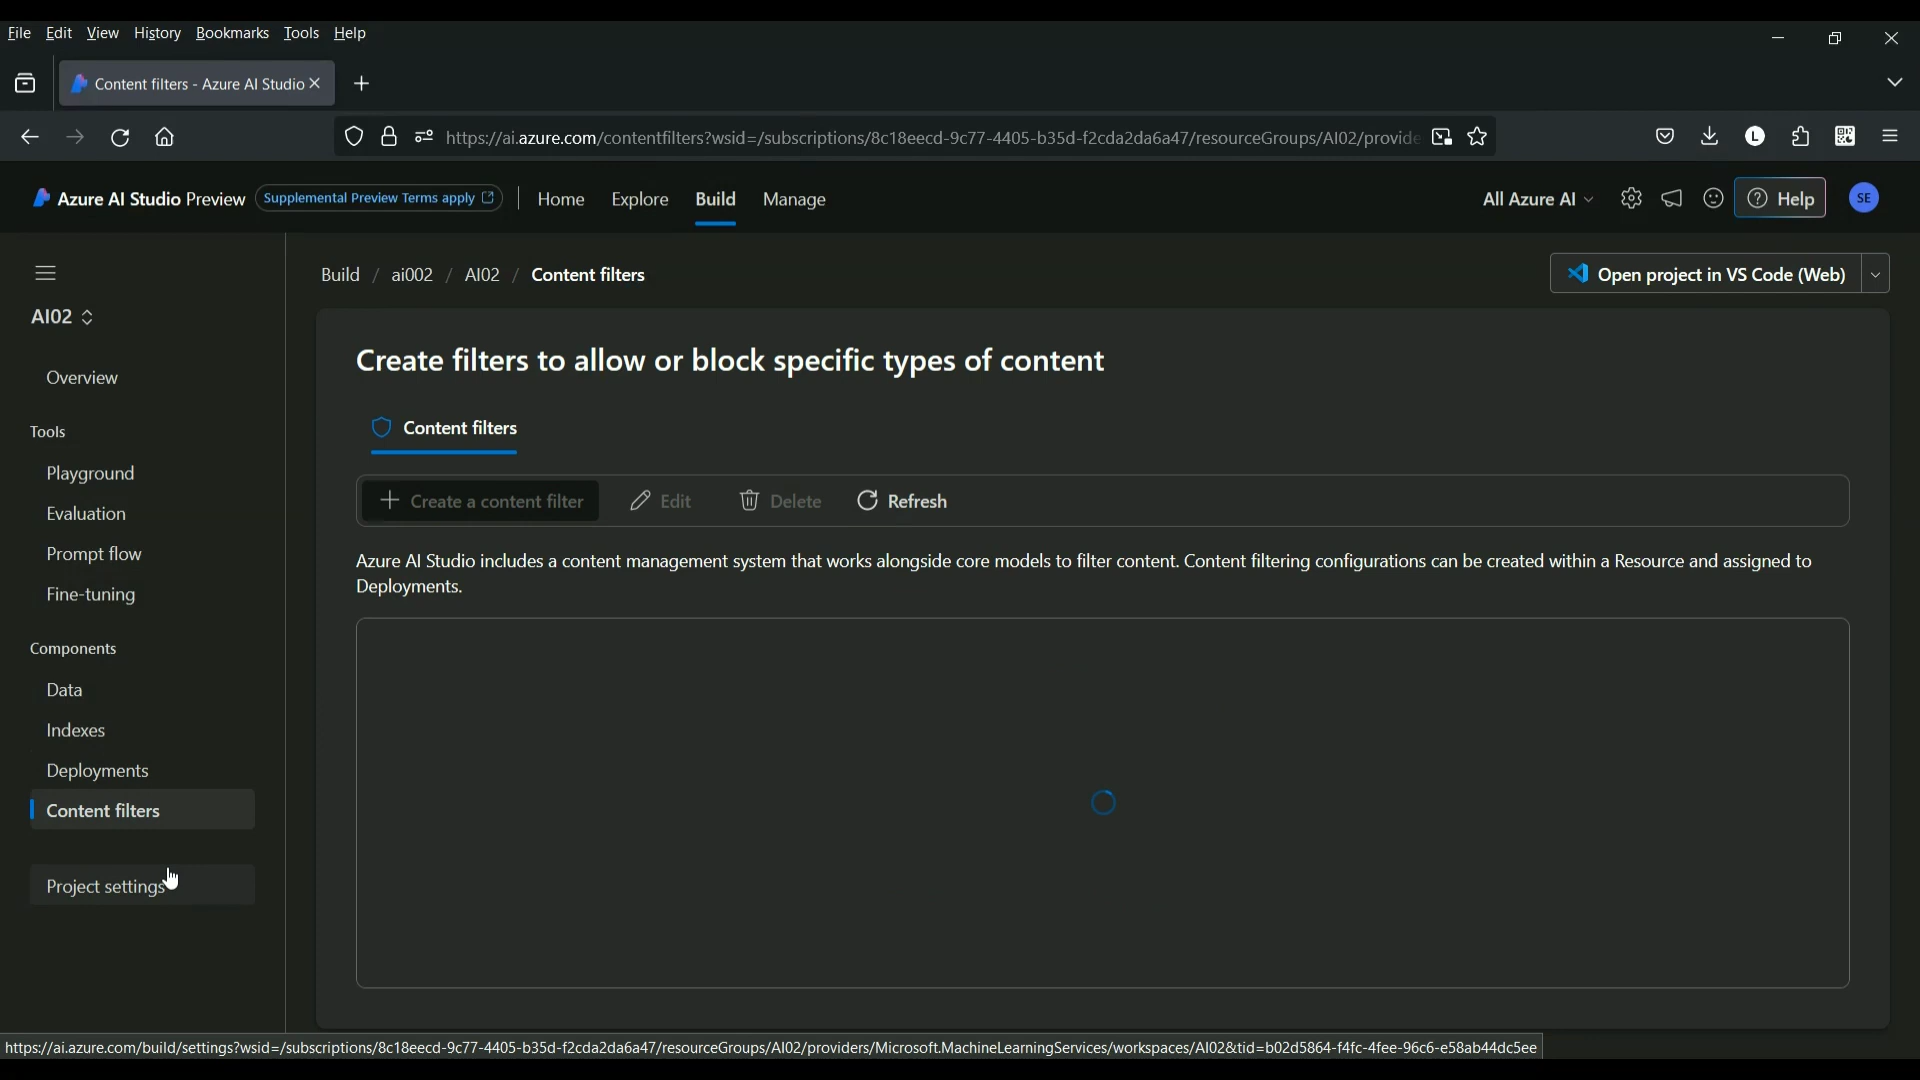 File Edit View History Bookmarks Tools Help
Content filters - Azure AI Studio
https://ai.azure.com/contentfilters?wsid=/subscriptions/8c18eecd-9c77-4405-b35d-f2cda2da6a47/resourceGroups/AI02/provide
L
Azure AI Studio Preview Supplemental Preview Terms apply Home Explore Build Manage All Azure AI Help SE
Build / ai002 / AI02 / Content filters Open project in VS Code (Web)
AI02
Create filters to allow or block specific types of content
Overview
Content filters
Tools
Playground
Create a content filter Edit Delete Refresh
Evaluation
Prompt flow
Azure AI Studio includes a content management system that works alongside core models to filter content. Content filtering configurations can be created within a Resource and assigned to
Deployments.
Fine-tuning
Components
Data
Indexes
Deployments
Content filters
Project settings
https://ai.azure.com/build/settings?wsid=/subscriptions/8c18eecd-9c77-4405-b35d-f2cda2da6a47/resourceGroups/AI02/providers/Microsoft.MachineLearningServices/workspaces/AI02&tid=b02d5864-f4fc-4fee-96c6-e58ab44dc5ee